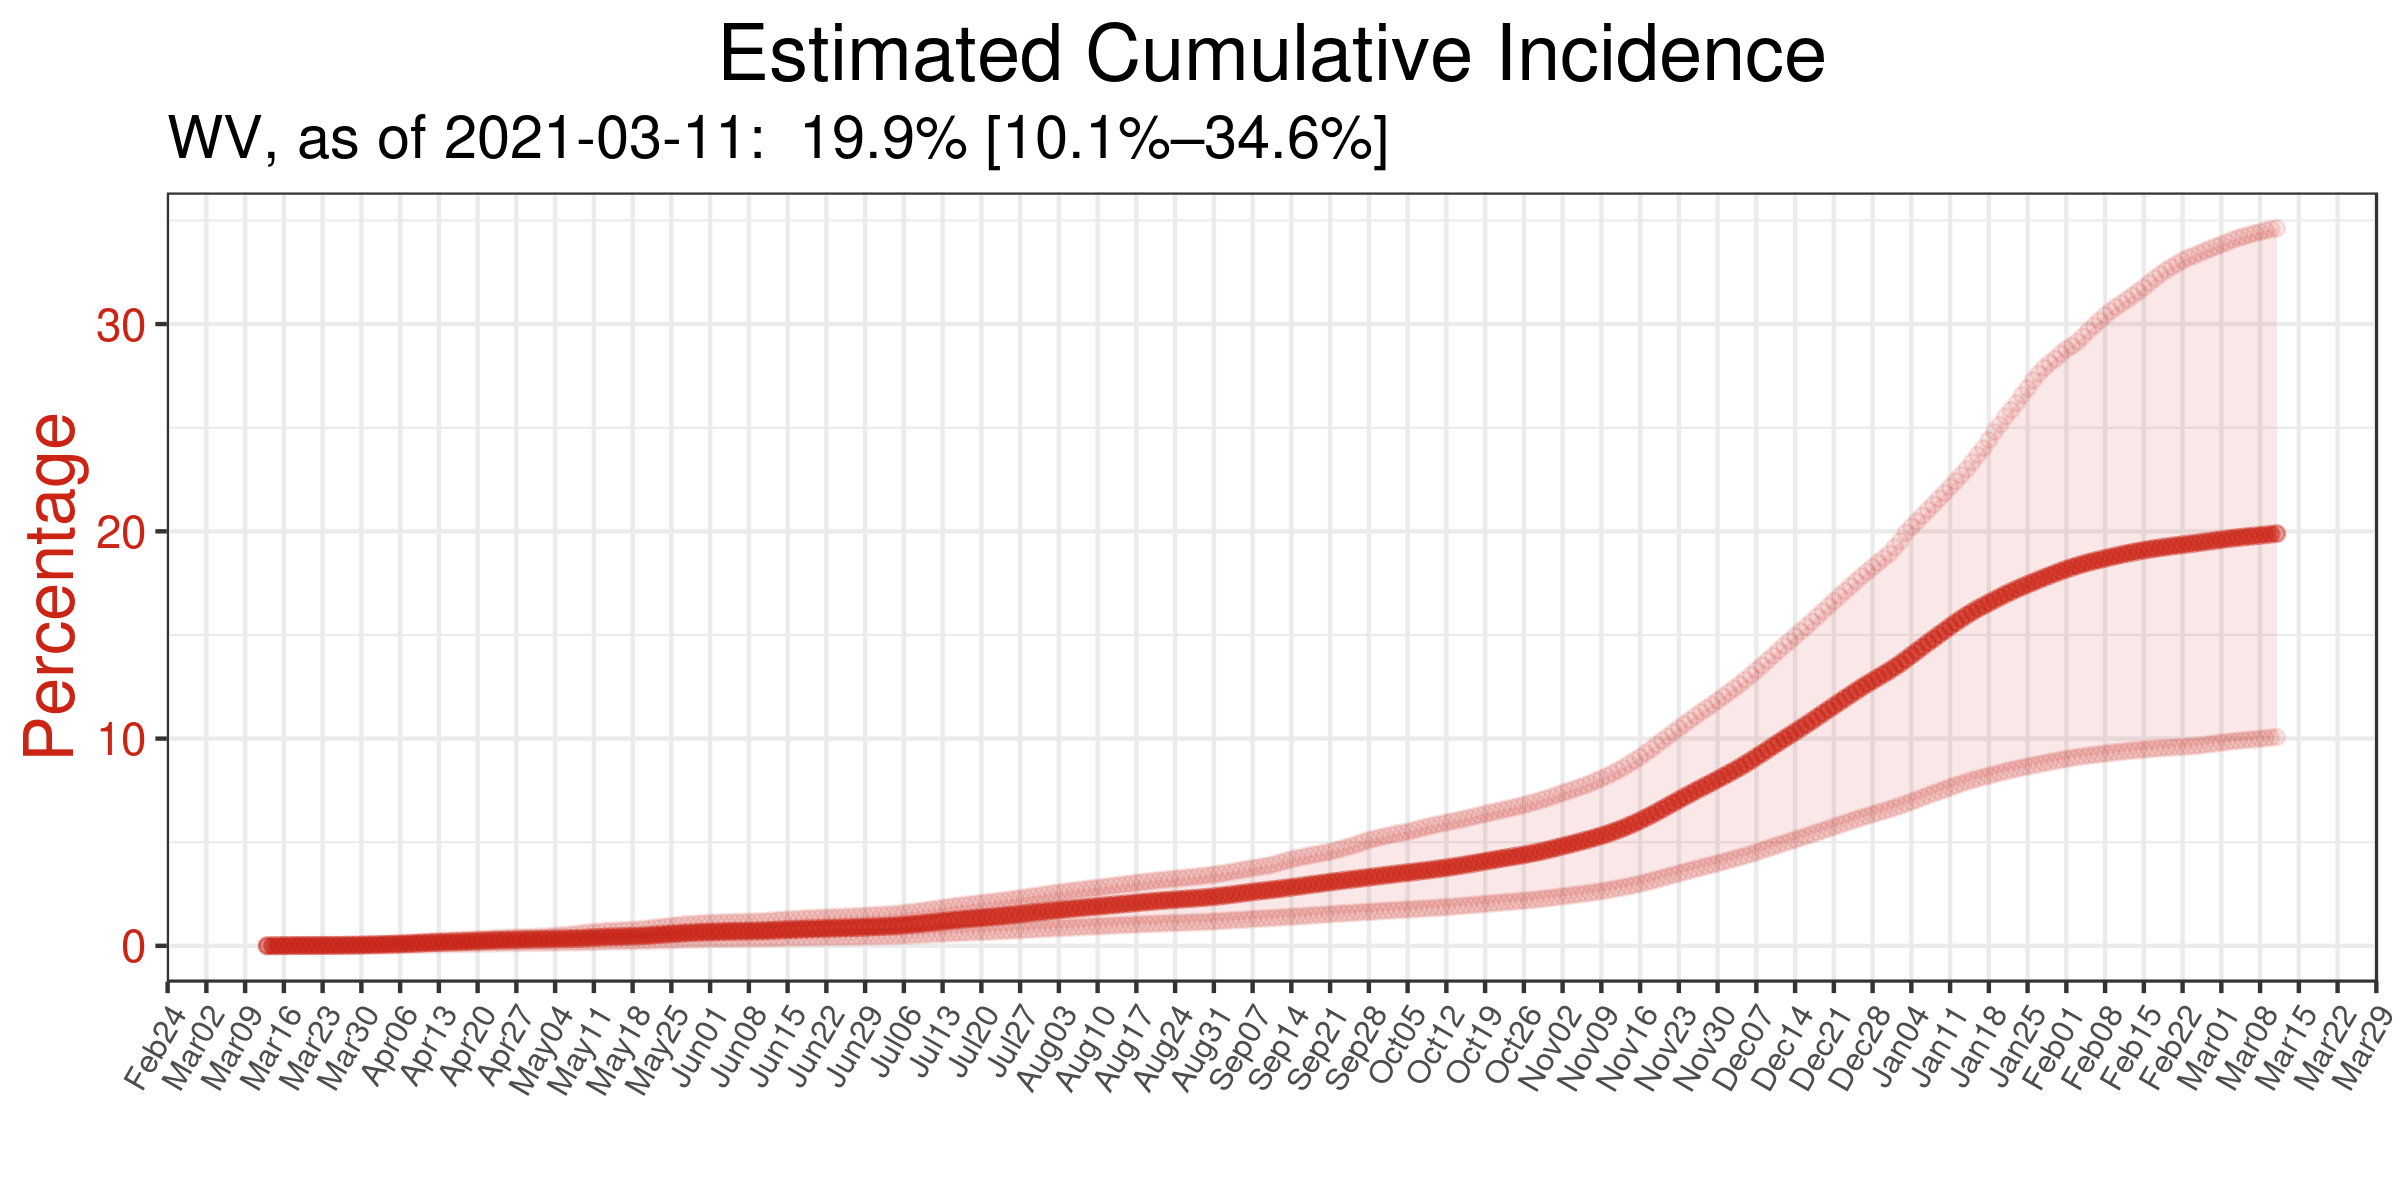 Estimated Cumulative Incidence
WV, as of 2021-03-11:  19.9% [10.1%–34.6%]
Percentage
30
20
10
0
Feb24
Mar02
Mar09
Mar16
Mar23
Mar30
Apr06
Apr13
Apr20
Apr27
May04
May11
May18
May25
Jun01
Jun08
Jun15
Jun22
Jun29
Jul06
Jul13
Jul20
Jul27
Aug03
Aug10
Aug17
Aug24
Aug31
Sep07
Sep14
Sep21
Sep28
Oct05
Oct12
Oct19
Oct26
Nov02
Nov09
Nov16
Nov23
Nov30
Dec07
Dec14
Dec21
Dec28
Jan04
Jan11
Jan18
Jan25
Feb01
Feb08
Feb15
Feb22
Mar01
Mar08
Mar15
Mar22
Mar29